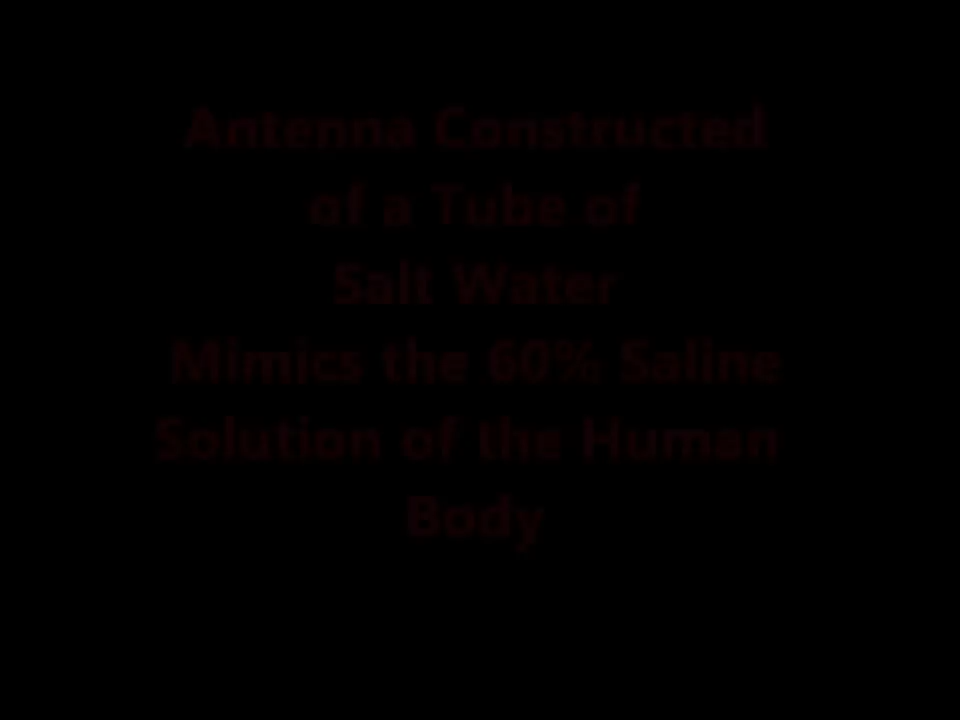 Antenna Constructed
of a Tube of
Salt Water
Mimics the 60% Saline
Solution of the Human
Body